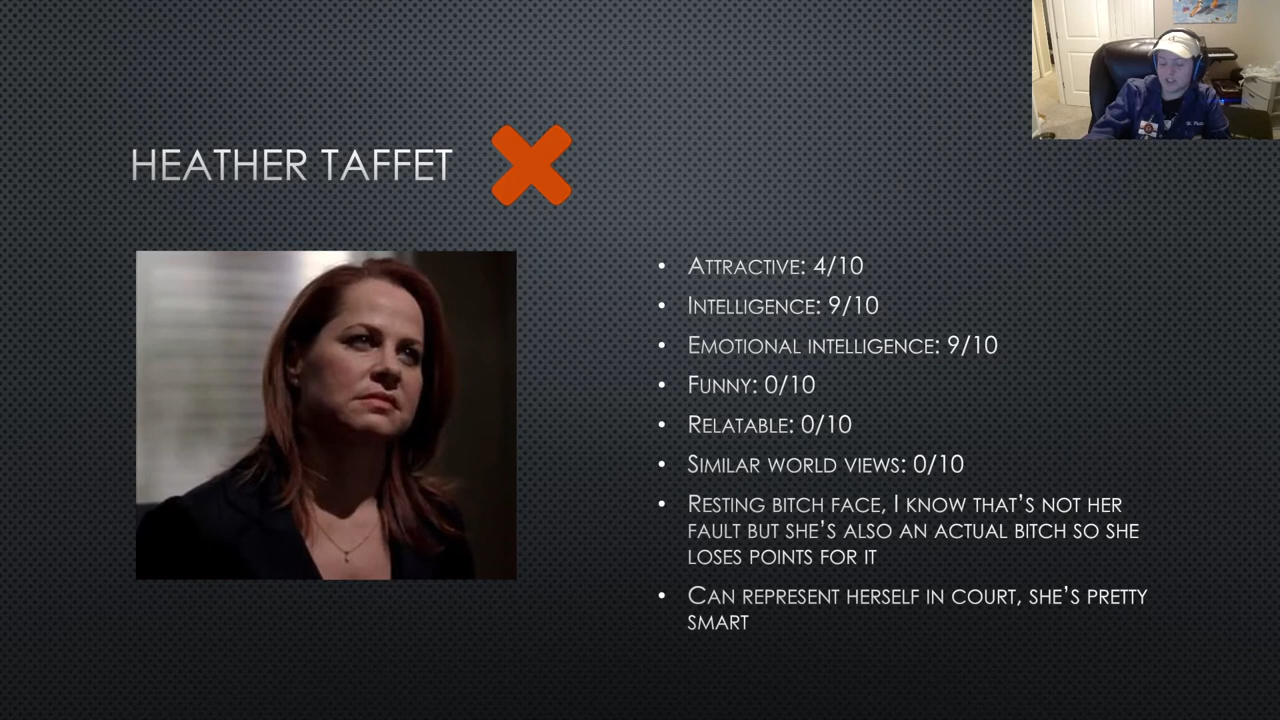 HEATHER TAFFET
• ATTRACTIVE: 4/10
• INTELLIGENCE: 9/10
• EMOTIONAL INTELLIGENCE: 9/10
• FUNNY: 0/10
• RELATABLE: 0/10
• SIMILAR WORLD VIEWS: 0/10
• RESTING BITCH FACE, I KNOW THAT’S NOT HER
FAULT BUT SHE’S ALSO AN ACTUAL BITCH SO SHE
LOSES POINTS FOR IT
• CAN REPRESENT HERSELF IN COURT, SHE’S PRETTY
SMART